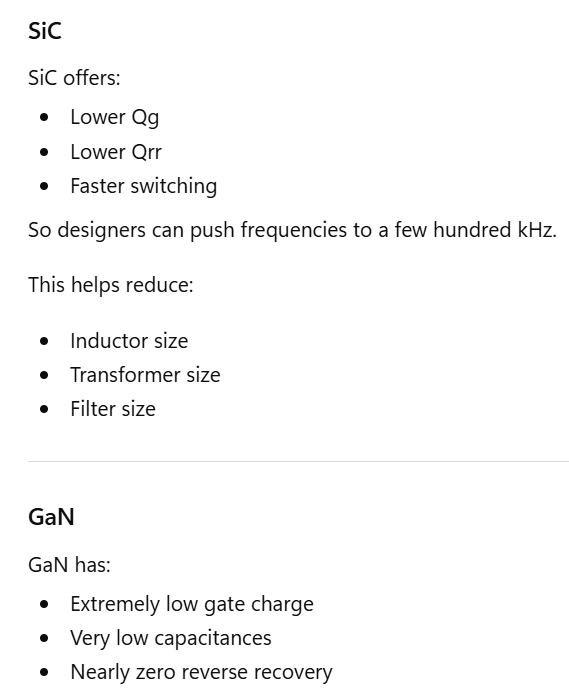 SiC
SiC offers:
• Lower Qg
• Lower Qrr
• Faster switching
So designers can push frequencies to a few hundred kHz.
This helps reduce:
• Inductor size
• Transformer size
• Filter size
GaN
GaN has:
• Extremely low gate charge
• Very low capacitances
• Nearly zero reverse recovery